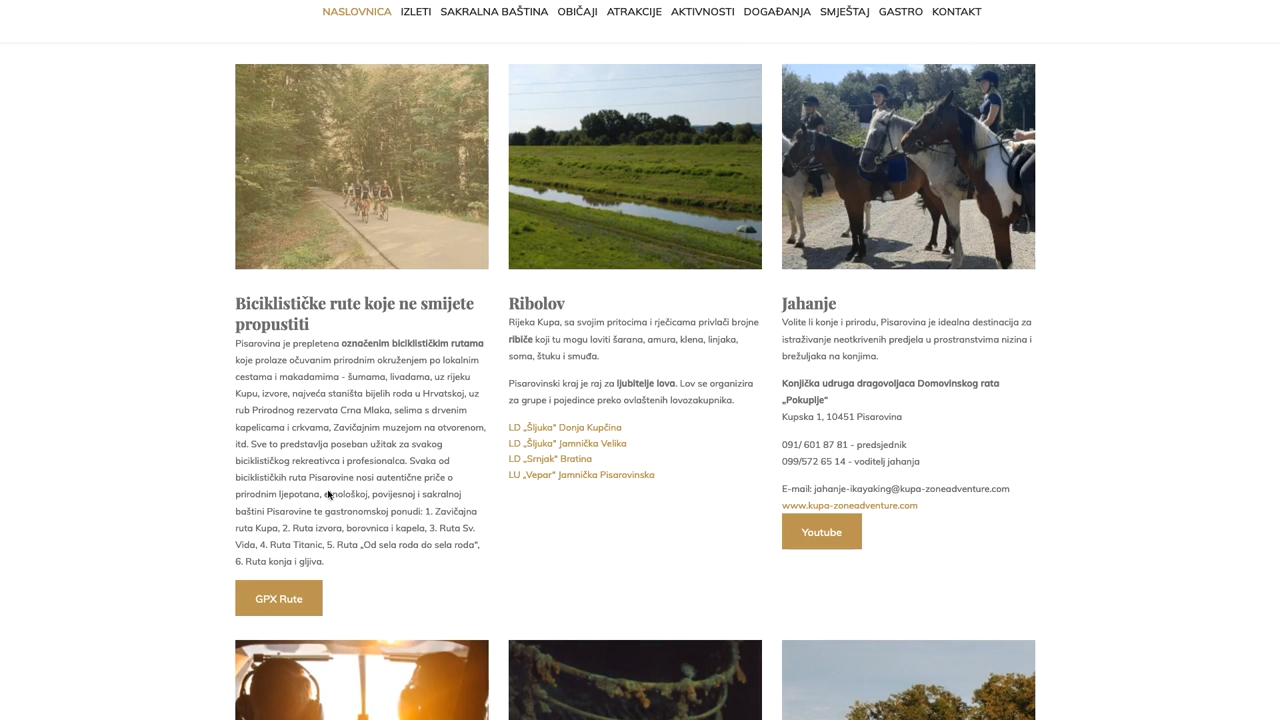 NASLOVNICA IZLETI SAKRALNA BAŠTINA OBIČAJI ATRAKCIJE AKTIVNOSTI DOGAĐANJA SMJEŠTAJ GASTRO KONTAKT
Biciklističke rute koje ne smijete
propustiti
Pisarovina je prepletena označenim biciklističkim rutama
koje prolaze očuvanim prirodnim okruženjem po lokalnim
cestama i makadamima - šumama, livadama, uz rijeku
Kupu, izvore, najveća staništa bijelih roda u Hrvatskoj, uz
rub Prirodnog rezervata Crna Mlaka, selima s drvenim
kapelicama i crkvama, Zavičajnim muzejom na otvorenom,
itd. Sve to predstavlja poseban užitak za svakog
biciklističkog rekreativca i profesionalca. Svaka od
biciklističkih ruta Pisarovine nosi autentične priče o
prirodnim ljepotana, etnološkoj, povijesnoj i sakralnoj
baštini Pisarovine te gastronomskoj ponudi: 1. Zavičajna
ruta Kupa, 2. Ruta izvora, borovnica i kapela, 3. Ruta Sv.
Vida, 4. Ruta Titanic, 5. Ruta „Od sela roda do sela roda“,
6. Ruta konja i gljiva.
GPX Rute
Ribolov
Rijeka Kupa, sa svojim pritocima i rječicama privlači brojne
ribiče koji tu mogu loviti šarana, amura, klena, linjaka,
soma, štuku i smuđa.
Pisarovinski kraj je raj za ljubitelje lova. Lov se organizira
za grupe i pojedince preko ovlaštenih lovozakupnika.
LD „Šljuka“ Donja Kupčina
LD „Šljuka“ Jamnička Velika
LD „Srnjak“ Bratina
LU „Vepar“ Jamnička Pisarovinska
Jahanje
Volite li konje i prirodu, Pisarovina je idealna destinacija za
istraživanje neotkrivenih predjela u prostranstvima nizina i
brežuljaka na konjima.
Konjička udruga dragovoljaca Domovinskog rata
„Pokuplje“
Kupska 1, 10451 Pisarovina
091/ 601 87 81 - predsjednik
099/572 65 14 - voditelj jahanja
E-mail: jahanje-ikayaking@kupa-zoneadventure.com
www.kupa-zoneadventure.com
Youtube